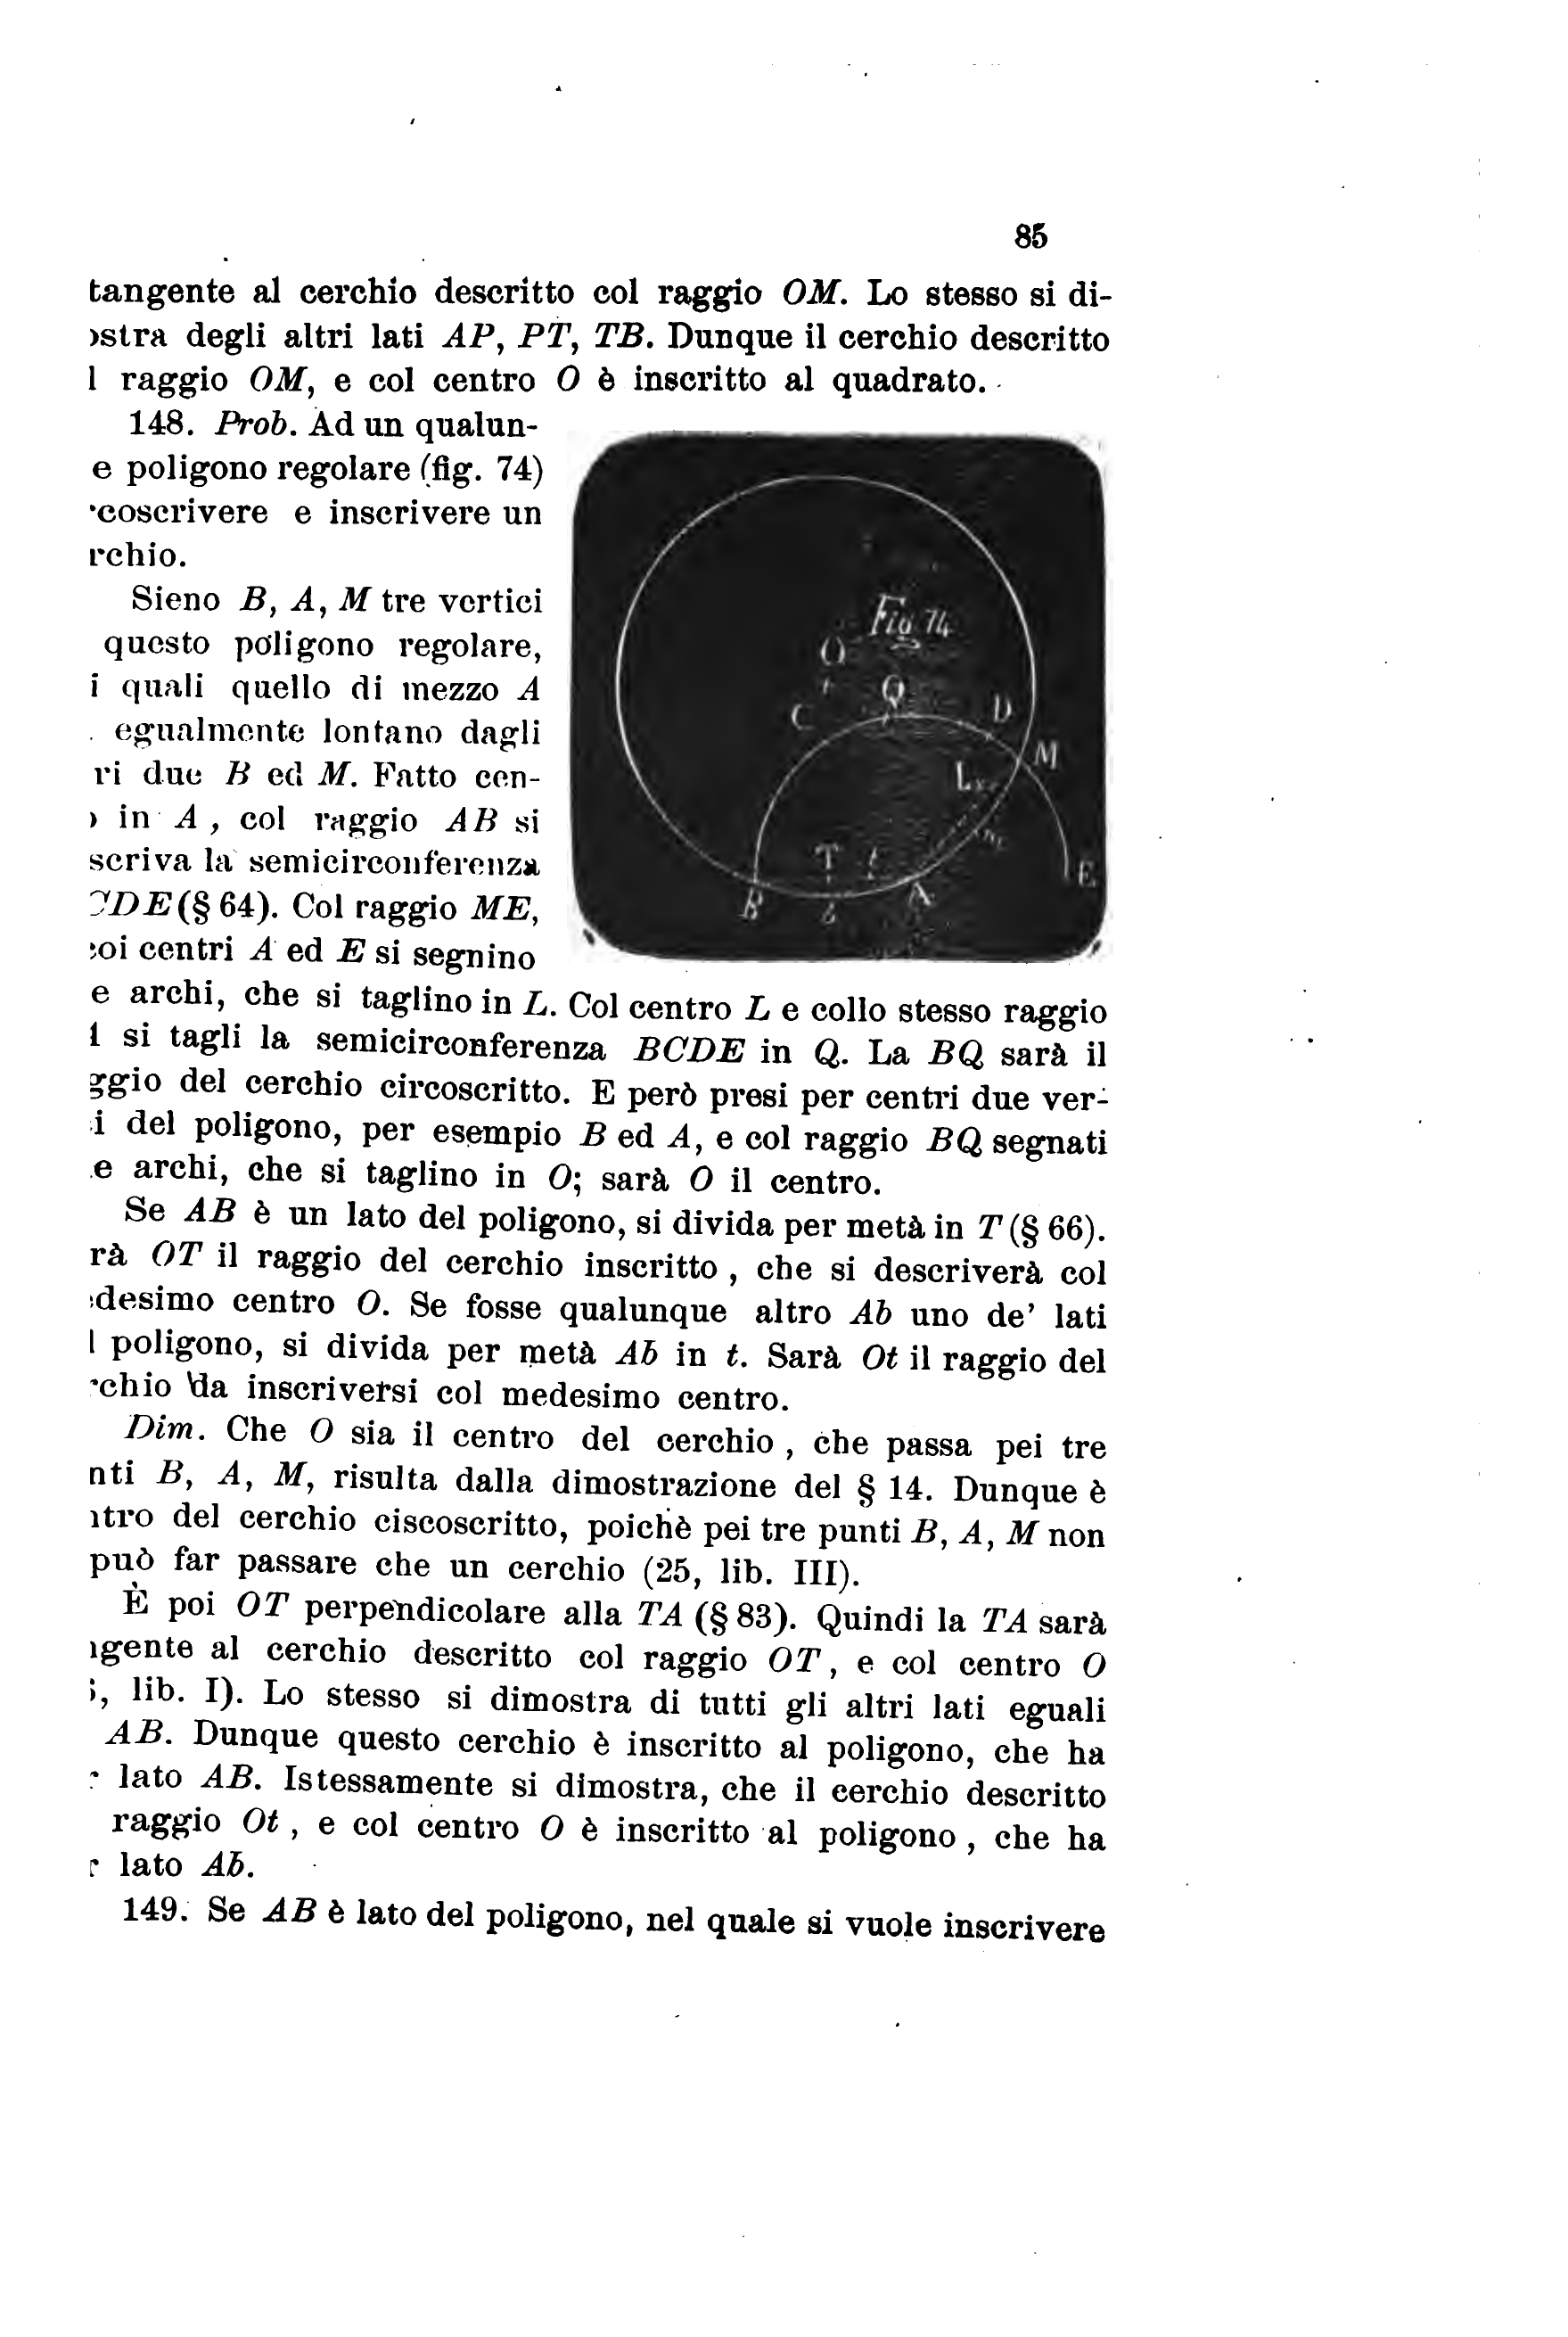 85
tangente al cerchio descritto col raggio OM. Lo stesso si di-
ostra degli altri lati AP, PT, TB. Dunque il cerchio descritto
l raggio OM, e col centro O è inscritto al quadrato.
148. Prob. Ad un qualun-
e poligono regolare (fig. 74)
coscrivere e inscrivere un
rchio.
Sieno B, A, M tre vertici
questo poligono regolare,
i quali quello di mezzo A
egualmente lontano dagli
ri due B ed M. Fatto cen-
in A, col raggio AB si
scriva la semicirconferenza
CDE (§ 64). Col raggio ME,
coi centri A ed E si segnino
e archi, che si taglino in L. Col centro L e collo stesso raggio
si tagli la semicirconferenza BCDE in Q. La BQ sarà il
ggio del cerchio circoscritto. E però presi per centri due ver-
i del poligono, per esempio B ed A, e col raggio BQ segnati
e archi, che si taglino in O; sarà O il centro.
Se AB è un lato del poligono, si divida per metà in T (§ 66).
rà OT il raggio del cerchio inscritto, che si descriverà col
desimo centro O. Se fosse qualunque altro Ab uno de' lati
l poligono, si divida per metà Ab in t. Sarà Ot il raggio del
chio da inscriversi col medesimo centro.
Dim. Che O sia il centro del cerchio, che passa pei tre
nti B, A, M, risulta dalla dimostrazione del § 14. Dunque è
ntro del cerchio ciscoscritto, poichè pei tre punti B, A, M non
può far passare che un cerchio (25, lib. III).
È poi OT perpendicolare alla TA (§ 83). Quindi la TA sarà
ngente al cerchio descritto col raggio OT, e col centro O
, lib. I). Lo stesso si dimostra di tutti gli altri lati eguali
AB. Dunque questo cerchio è inscritto al poligono, che ha
lato AB. Istessamente si dimostra, che il cerchio descritto
raggio Ot, e col centro O è inscritto al poligono, che ha
r lato Ab.
149. Se AB è lato del poligono, nel quale si vuole inscrivere
Fig 74
O
Q
C
D
M
L
m
T
t
E
B
b
A